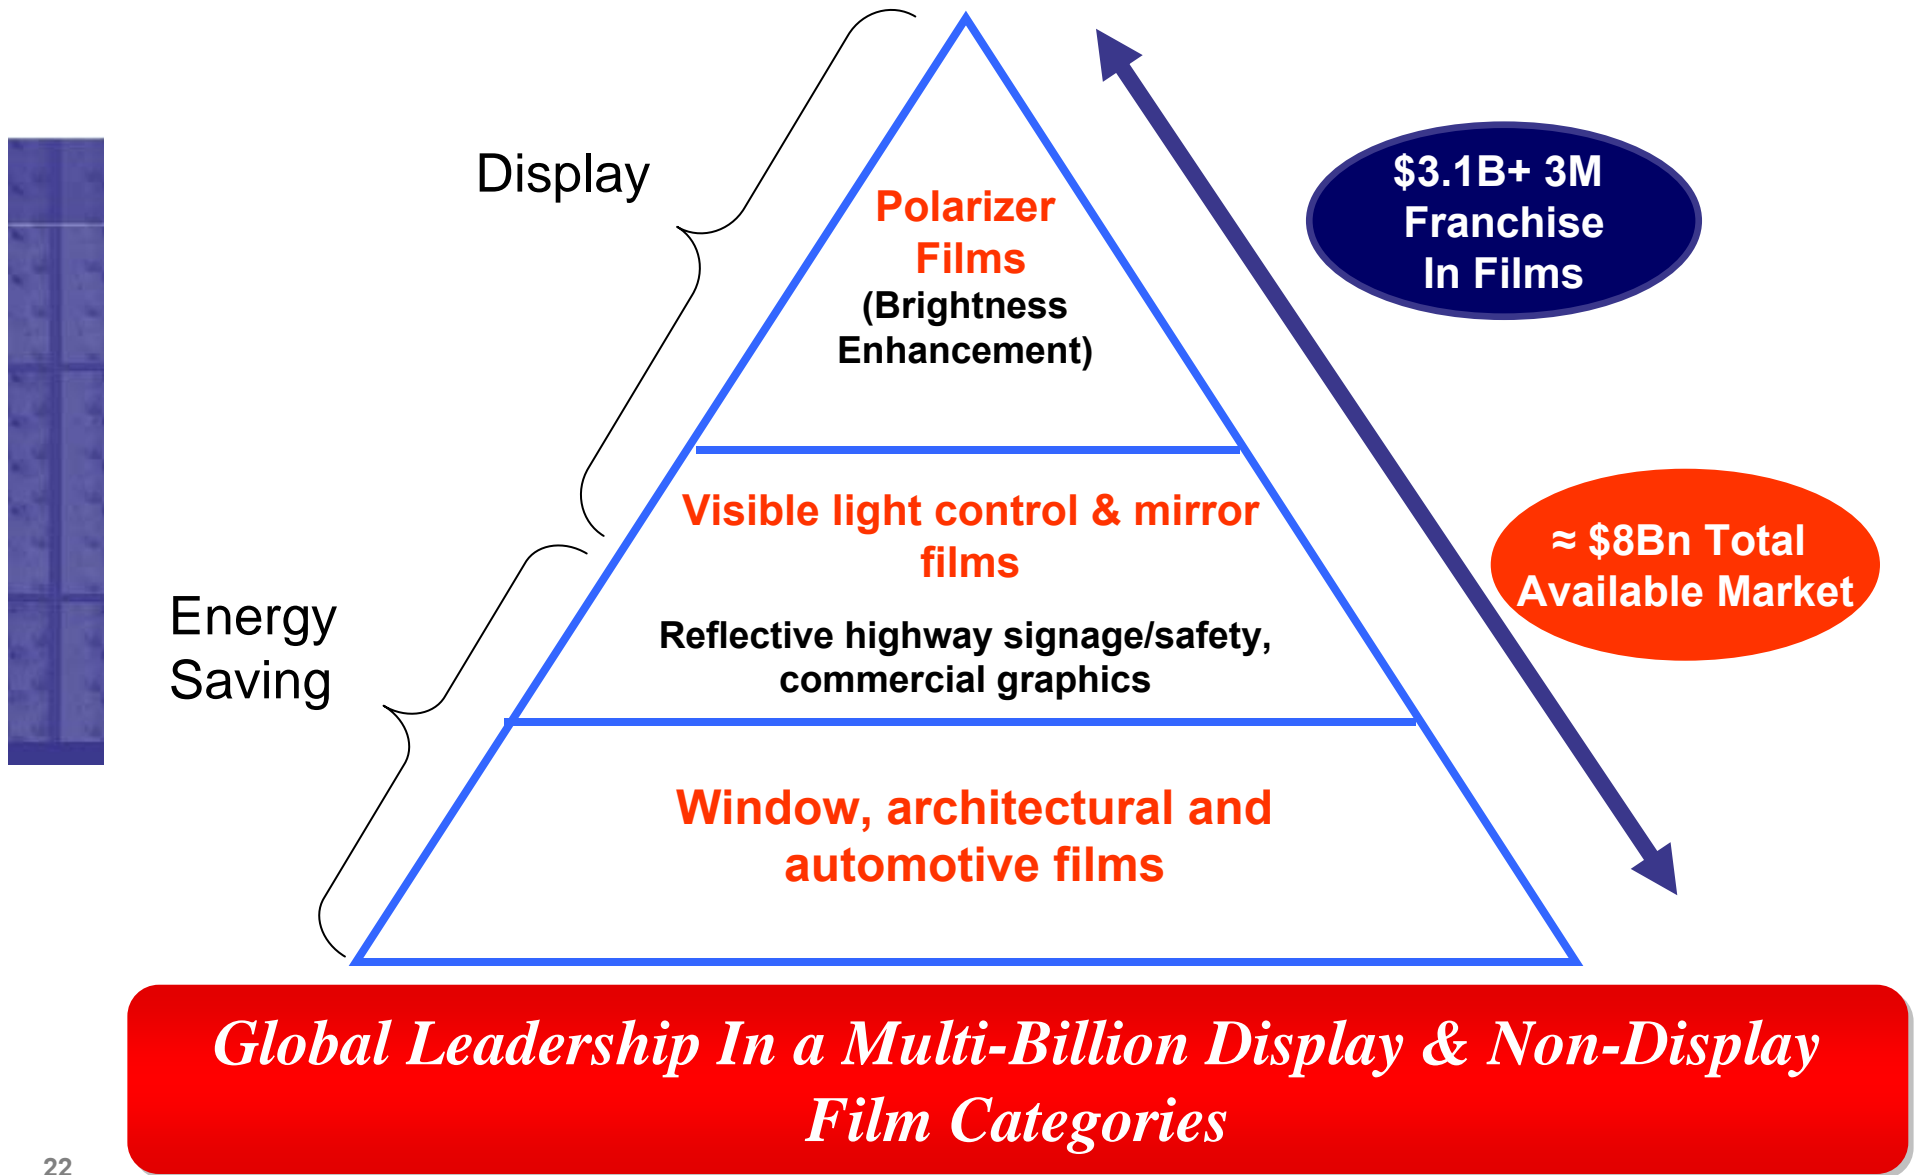 Display
Polarizer
Films
(Brightness
Enhancement)
$3.1B+ 3M
Franchise
In Films
Visible light control & mirror
films
Reflective highway signage/safety,
commercial graphics
≈ $8Bn Total
Available Market
Energy
Saving
Window, architectural and
automotive films
Global Leadership In a Multi-Billion Display & Non-Display
Film Categories
22